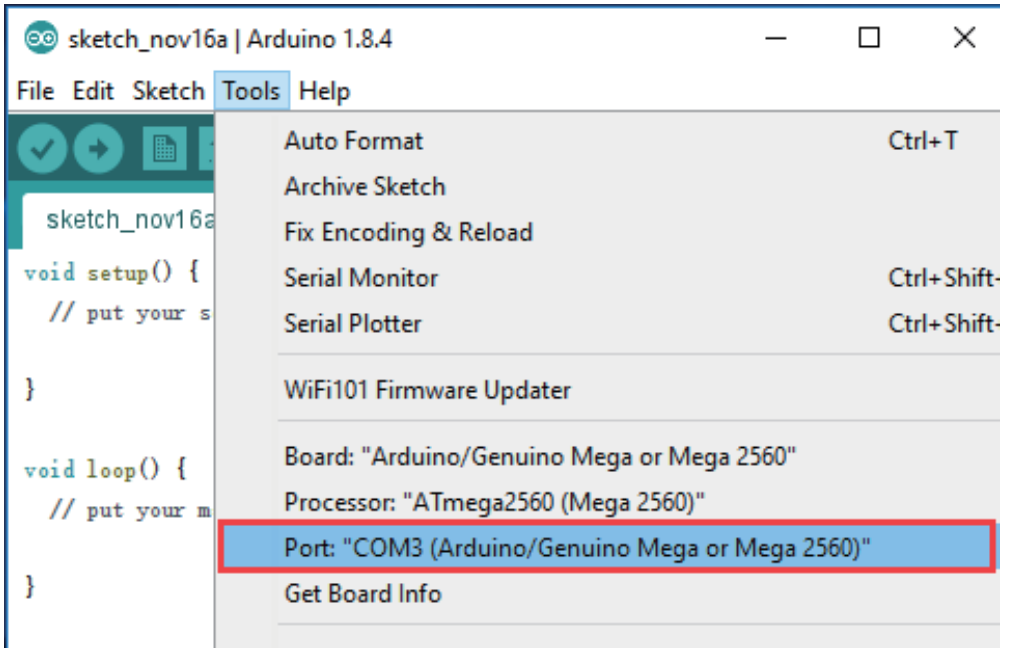 sketch_nov16a | Arduino 1.8.4
File Edit Sketch Tools Help
Auto Format Ctrl+T
Archive Sketch
sketch_nov16a
Fix Encoding & Reload
void setup() {
Serial Monitor Ctrl+Shift+
// put your s
Serial Plotter Ctrl+Shift+
}
WiFi101 Firmware Updater
Board: "Arduino/Genuino Mega or Mega 2560"
void loop() {
Processor: "ATmega2560 (Mega 2560)"
// put your m
Port: "COM3 (Arduino/Genuino Mega or Mega 2560)"
}
Get Board Info